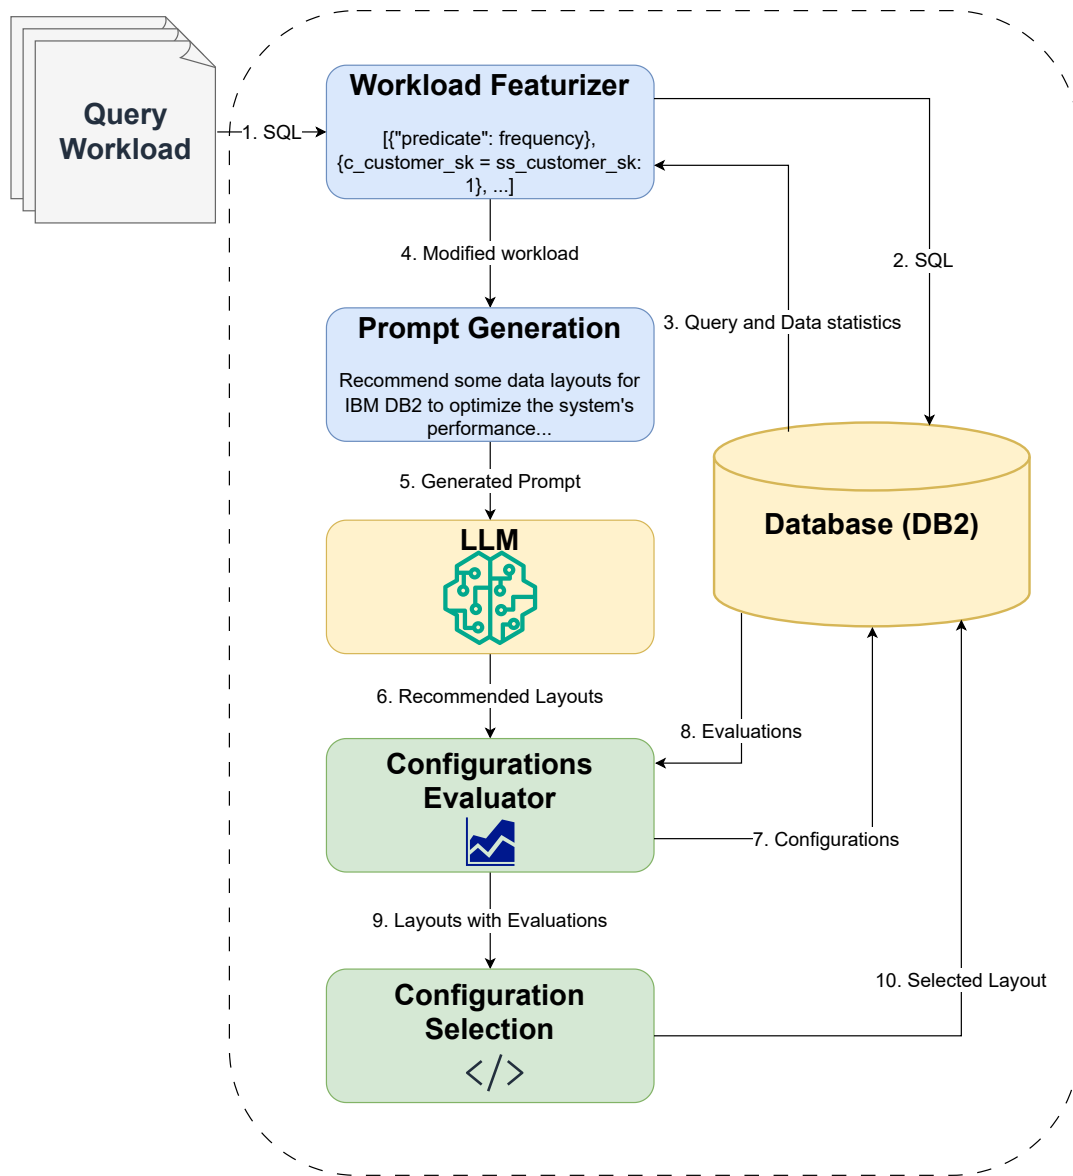 Query
Workload
1. SQL
Workload Featurizer
[{"predicate": frequency},
{c_customer_sk = ss_customer_sk:
1}, ...]
2. SQL
3. Query and Data statistics
4. Modified workload
Prompt Generation
Recommend some data layouts for
IBM DB2 to optimize the system's
performance...
5. Generated Prompt
LLM
Database (DB2)
6. Recommended Layouts
Configurations
Evaluator
7. Configurations
8. Evaluations
9. Layouts with Evaluations
Configuration
Selection
</>
10. Selected Layout